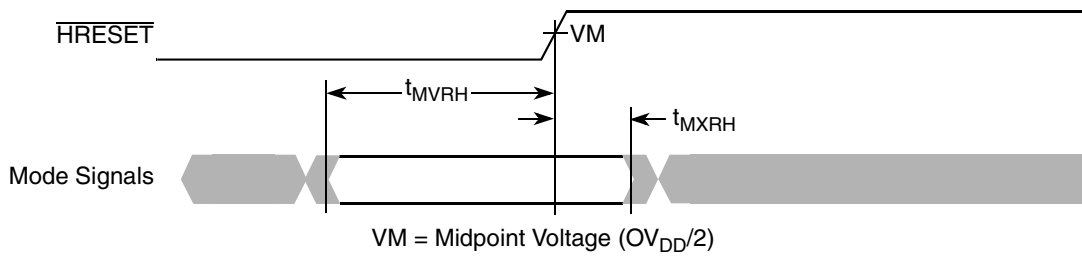 HRESET
VM
tMVRH
tMXRH
Mode Signals
VM = Midpoint Voltage (OVDD/2)